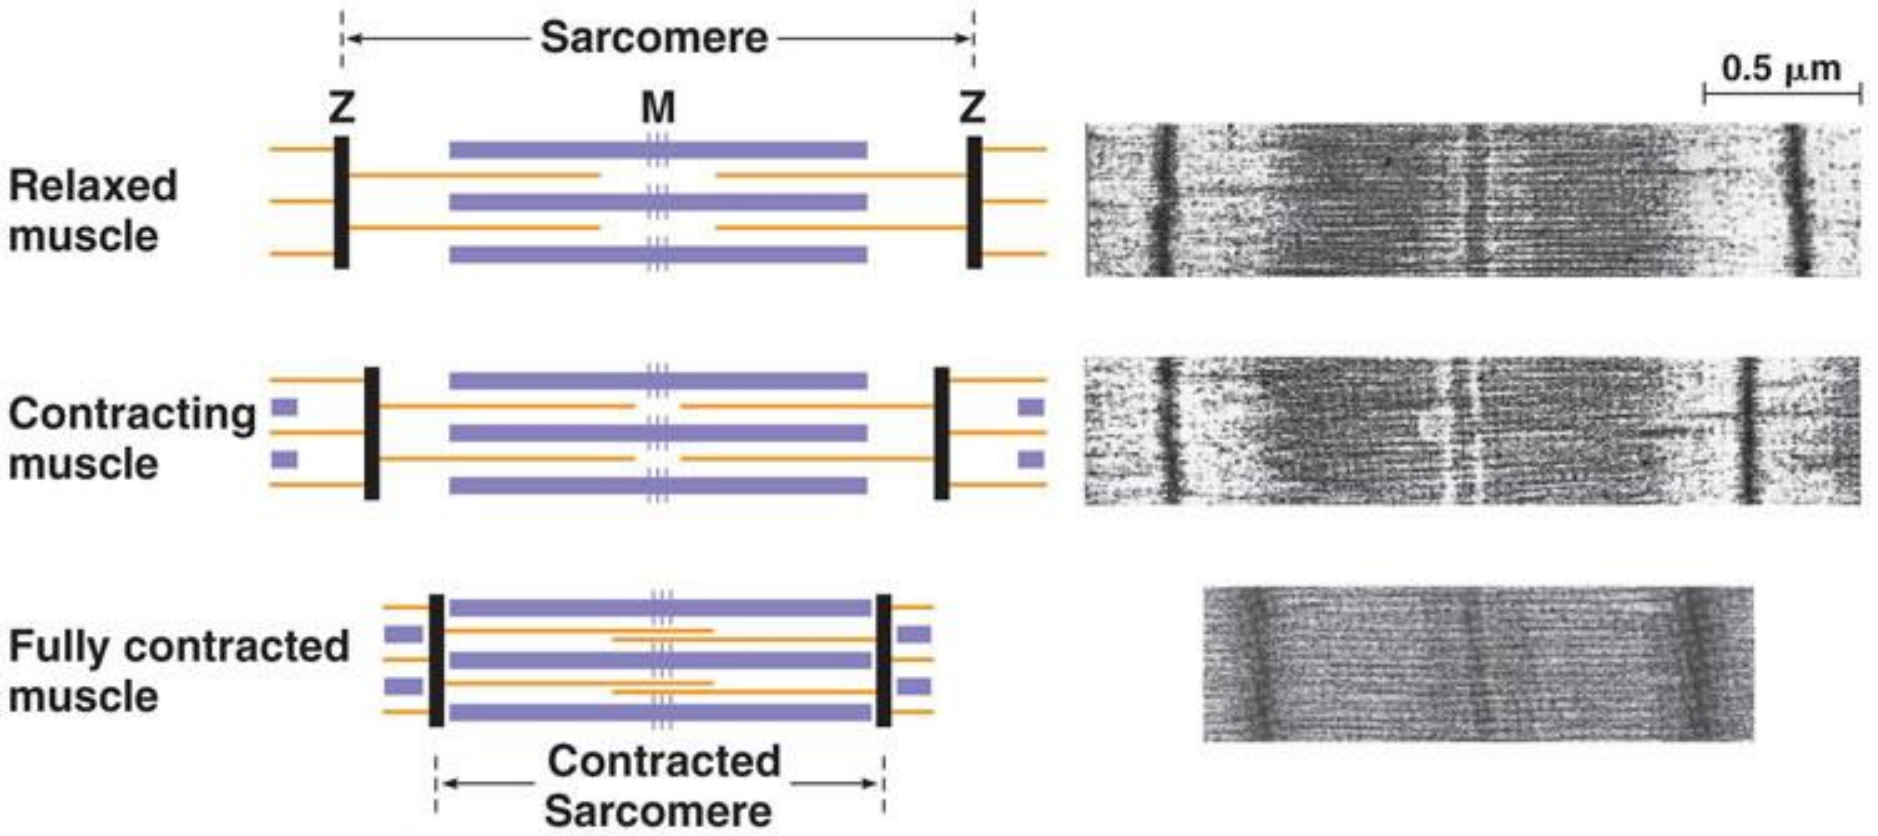 Sarcomere
0.5 μm
Z M Z
Relaxed
muscle
Contracting
muscle
Fully contracted
muscle
Contracted
Sarcomere